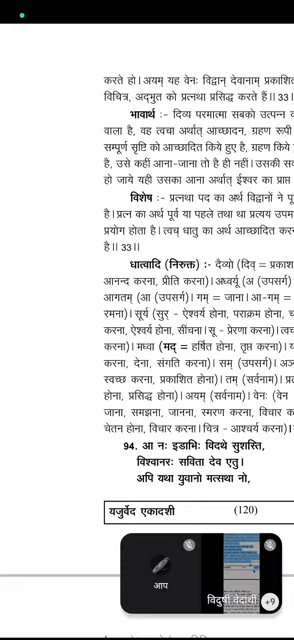 करते हो। अयम् यह वेनः विद्वान् देवानाम् प्रकाशित
विचित्र, अद्भुत को प्रत्नथा प्रसिद्ध करते हैं।। 33।
भावार्थ :- दिव्य परमात्मा सबको उत्पन्न
वाला है, वह त्वचा अर्थात् आच्छादन, ग्रहण रूपी
सम्पूर्ण सृष्टि को आच्छादित किये हुए है, ग्रहण किये
है, उसे कहीं आना-जाना तो है ही नहीं। उसकी
हो जाये यही उसका आना अर्थात् ईश्वर का प्राप्त
विशेष :- प्रत्नथा पद का अर्थ विद्वानों ने
है। प्रत्न का अर्थ पूर्व या पहले तथा था प्रत्यय उपम
प्रयोग होता है। त्वच् धातु का अर्थ आच्छादित
है ।। 33।।
धात्वादि (निरुक्त) :- दैव्यो (दिव् = प्रकाश
आनन्द करना, प्रीति करना)। अध्वर्यू (अ (उपसर्ग)
आगतम् (आ (उपसर्ग)। गम् = जाना। आ-गम् =
रमना)। सूर्य (सुर् - ऐश्वर्य होना, पराक्रम होना,
करना, ऐश्वर्य होना, सींचना। सू - प्रेरणा करना)।
करना)। मध्वा (मद् = हर्षित होना, तृप्त करना)।
करना, देना, संगति करना)। सम् (उपसर्ग)।
स्वच्छ करना, प्रकाशित होना)। तम् (सर्वनाम)।
होना, प्रसिद्ध होना)। अयम् (सर्वनाम)। वेनः (वेन
जाना, समझना, जानना, स्मरण करना, विचार
चेतन होना, विचार करना। चित्र - आश्चर्य करना)।
94. आ नः इडाभिः विदथे सुशस्ति,
विश्वानरः सविता देव एतु।
अपि यथा युवानो मत्सथा नो,
यजुर्वेद एकादशी (120)
आप
विदुषी वेदार्थी
+9